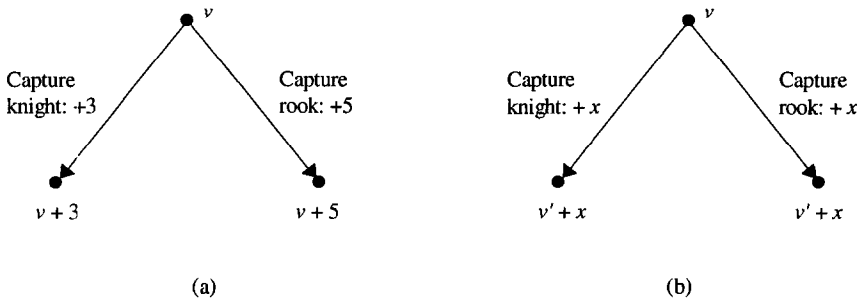 v
Capture
knight: +3
Capture
rook: +5
v + 3
v + 5
(a)
v
Capture
knight: + x
Capture
rook: + x
v′ + x
v′ + x
(b)